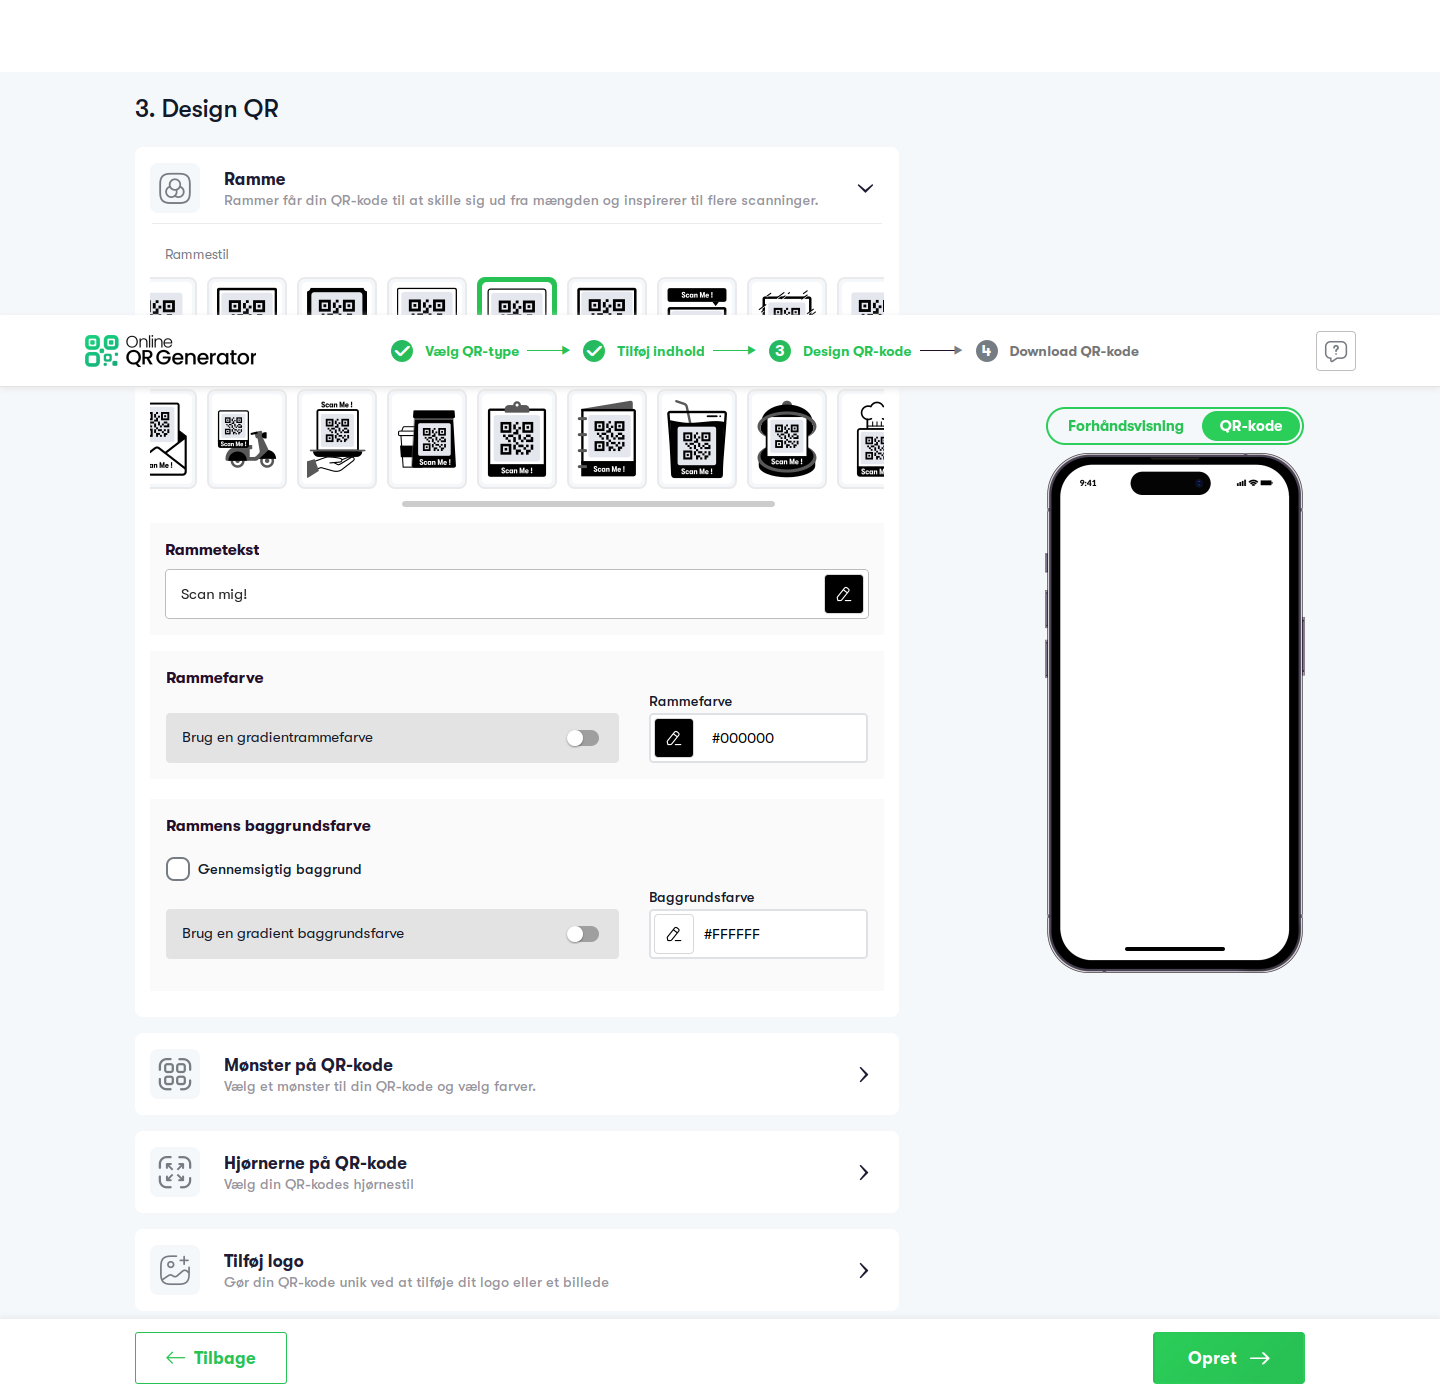 3. Design QR
Ramme
Rammer får din QR-kode til at skille sig ud fra mængden og inspirerer til flere scanninger.
Rammestil
Scan Me !
Online
QR Generator
Vælg QR-type
Tilføj indhold
3 Design QR-kode
4 Download QR-kode
?
Me !
Scan Me !
Scan Me !
Scan Me !
Scan Me !
Scan Me !
Scan Me !
Scan Me !
Scan M
Forhåndsvisning
QR-kode
9:41
Rammetekst
Scan mig!
Rammefarve
Rammefarve
Brug en gradientrammefarve
#000000
Rammens baggrundsfarve
Gennemsigtig baggrund
Baggrundsfarve
Brug en gradient baggrundsfarve
#FFFFFF
Mønster på QR-kode
Vælg et mønster til din QR-kode og vælg farver.
Hjørnerne på QR-kode
Vælg din QR-kodes hjørnestil
Tilføj logo
Gør din QR-kode unik ved at tilføje dit logo eller et billede
Tilbage
Opret